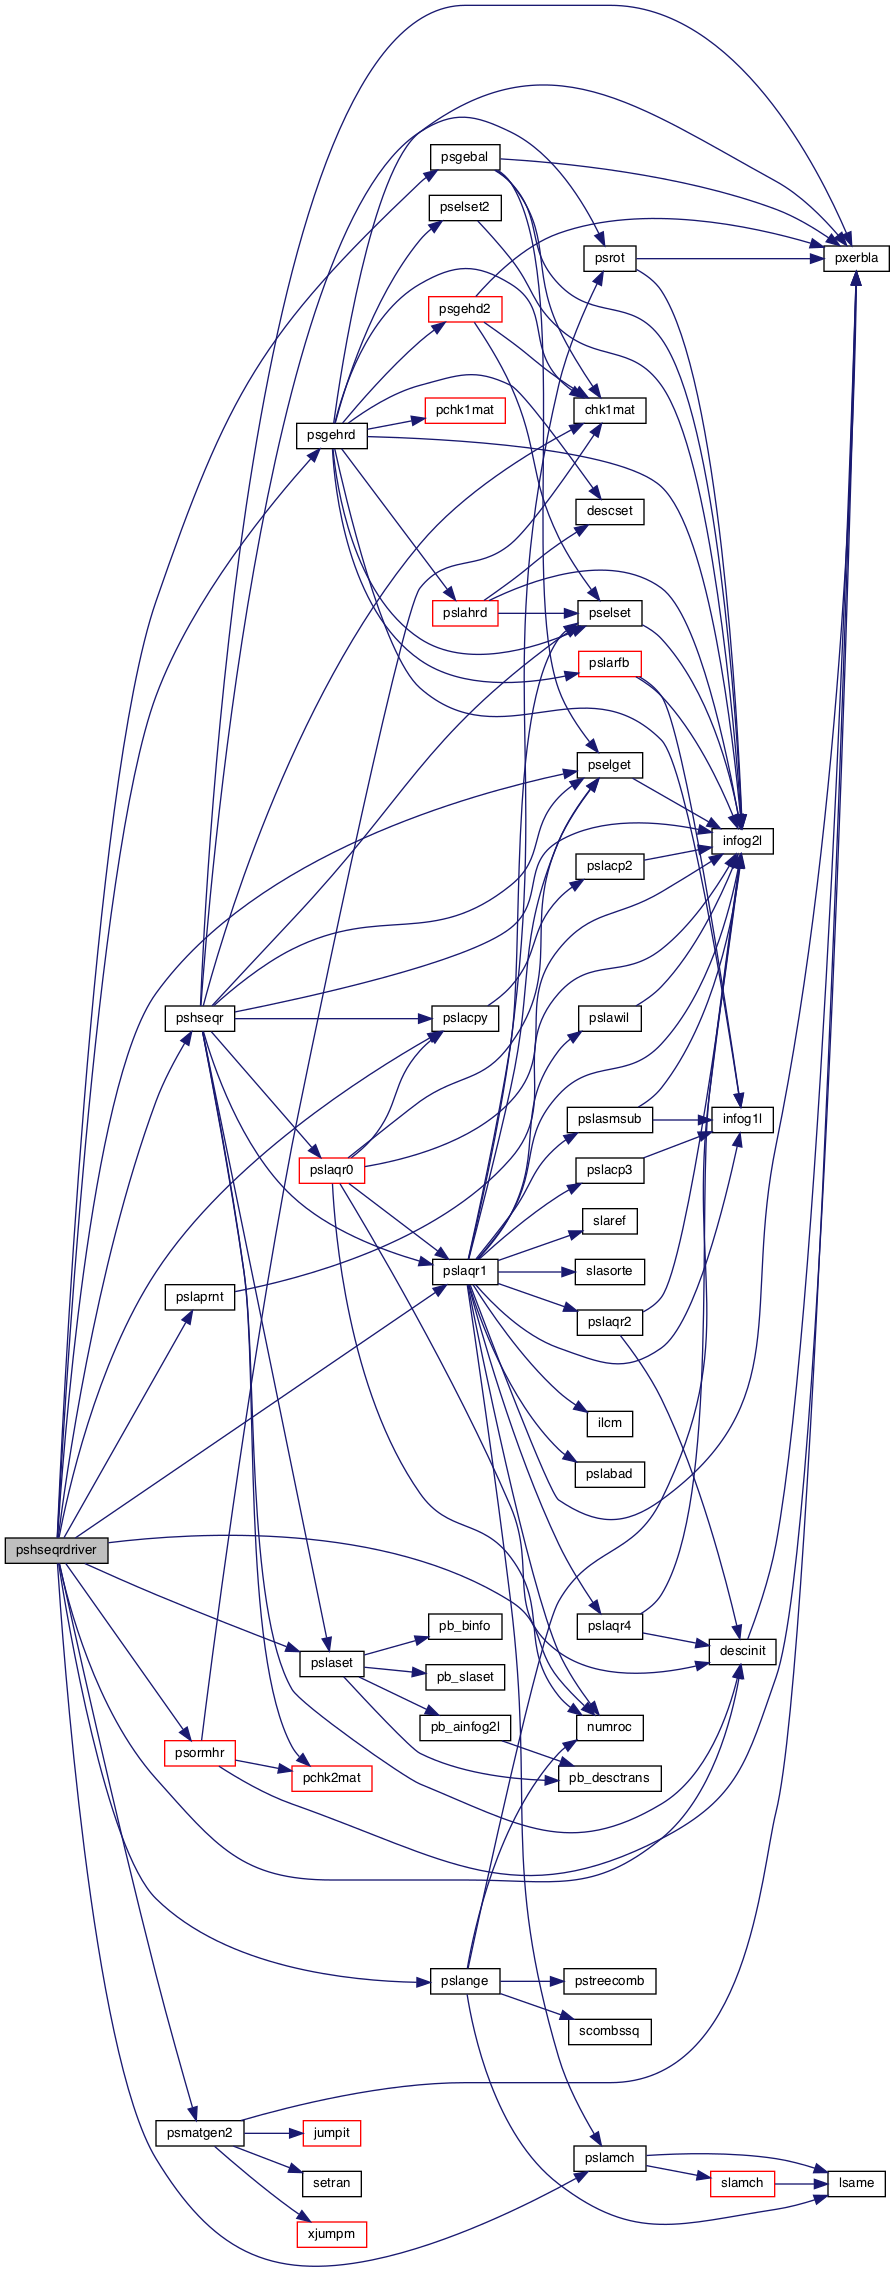 psgebal
pselset2
psrot
pxerbla
psgehd2
pchk1mat
chk1mat
psgehrd
descset
pslahrd
pselset
pslarfb
pselget
infog2l
pslacp2
pshseqr
pslacpy
pslawil
pslasmsub
infog1l
pslaqr0
pslacp3
slaref
pslaqr1
slasorte
pslaprnt
pslaqr2
ilcm
pslabad
pshseqrdriver
pslaqr4
pb_binfo
descinit
pslaset
pb_slaset
pb_ainfog2l
numroc
psormhr
pchk2mat
pb_desctrans
pslange
pstreecomb
scombssq
psmatgen2
jumpit
pslamch
setran
slamch
lsame
xjumpm